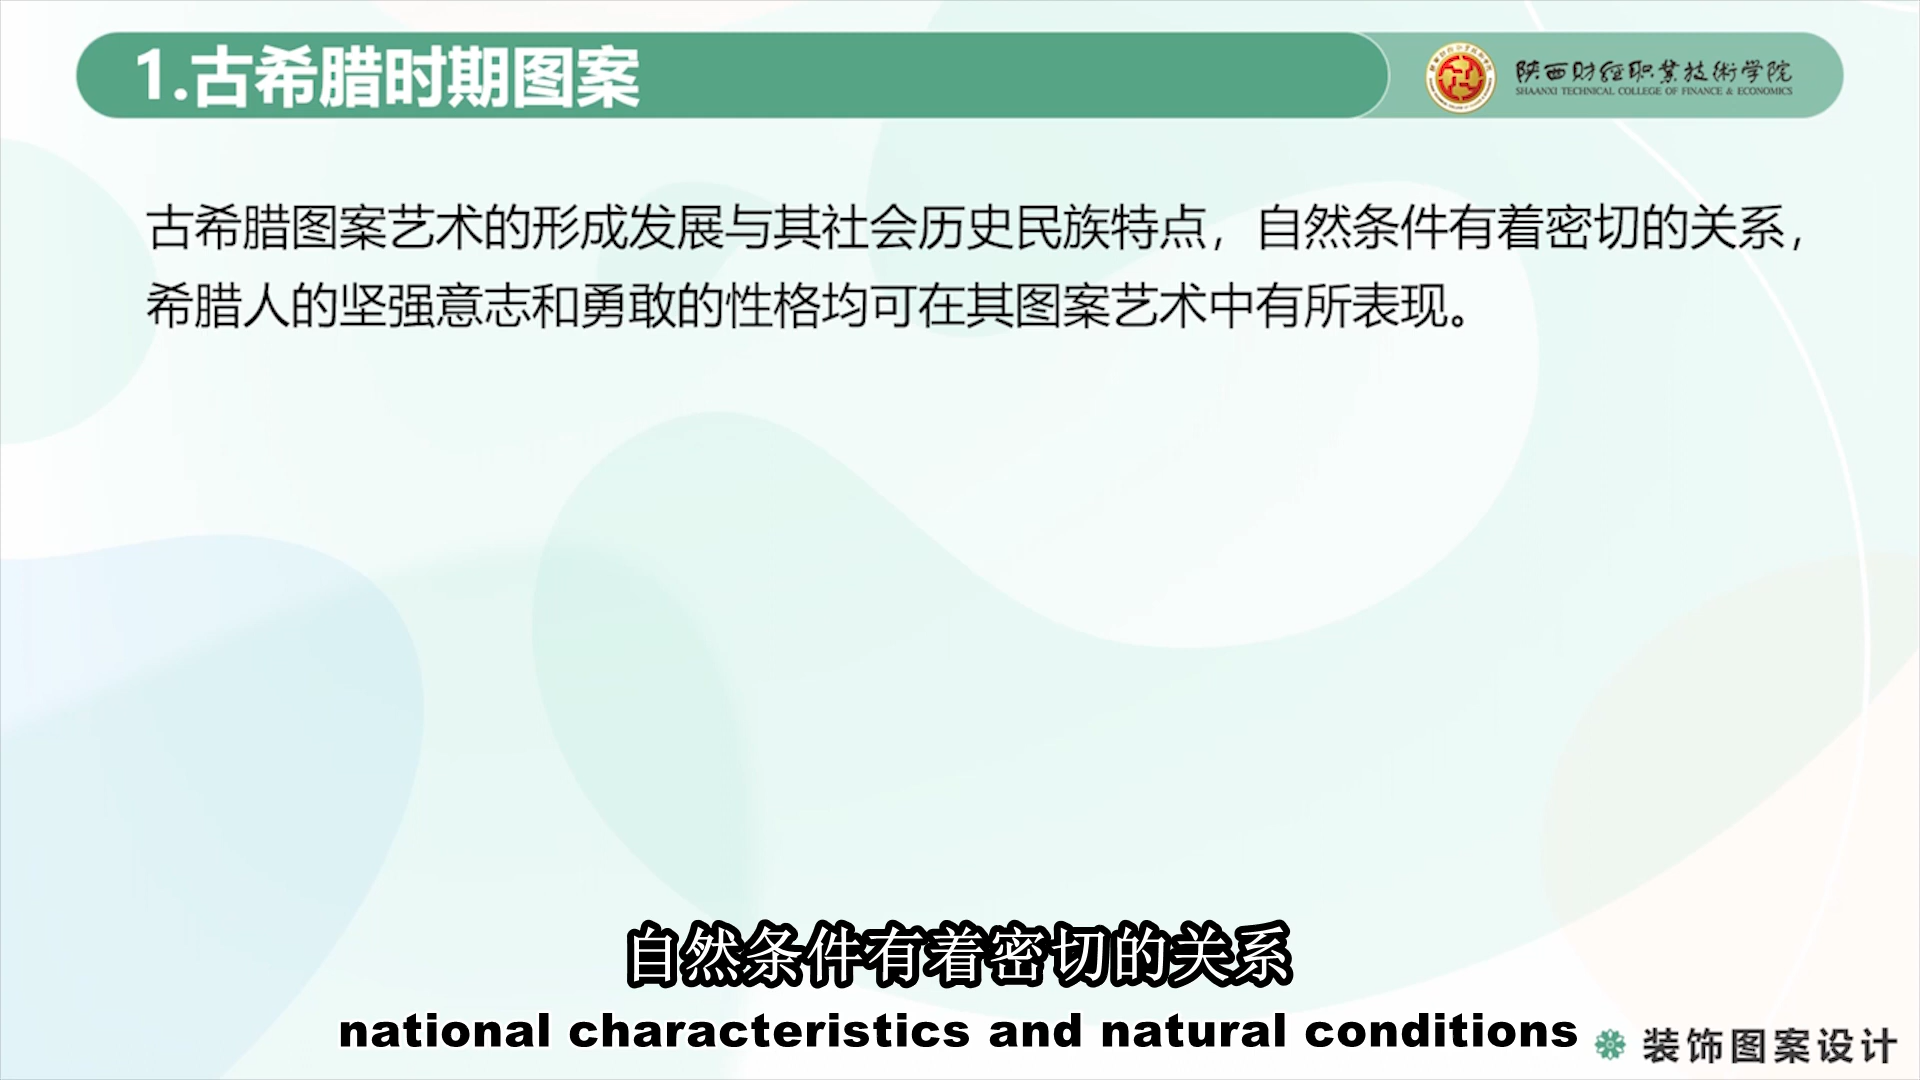 1.古希腊时期图案
陕西财经职业技术学院
SHAANXI TECHNICAL COLLEGE OF FINANCE & ECONOMICS
古希腊图案艺术的形成发展与其社会历史民族特点，自然条件有着密切的关系，
希腊人的坚强意志和勇敢的性格均可在其图案艺术中有所表现。
自然条件有着密切的关系
national characteristics and natural conditions
装饰图案设计